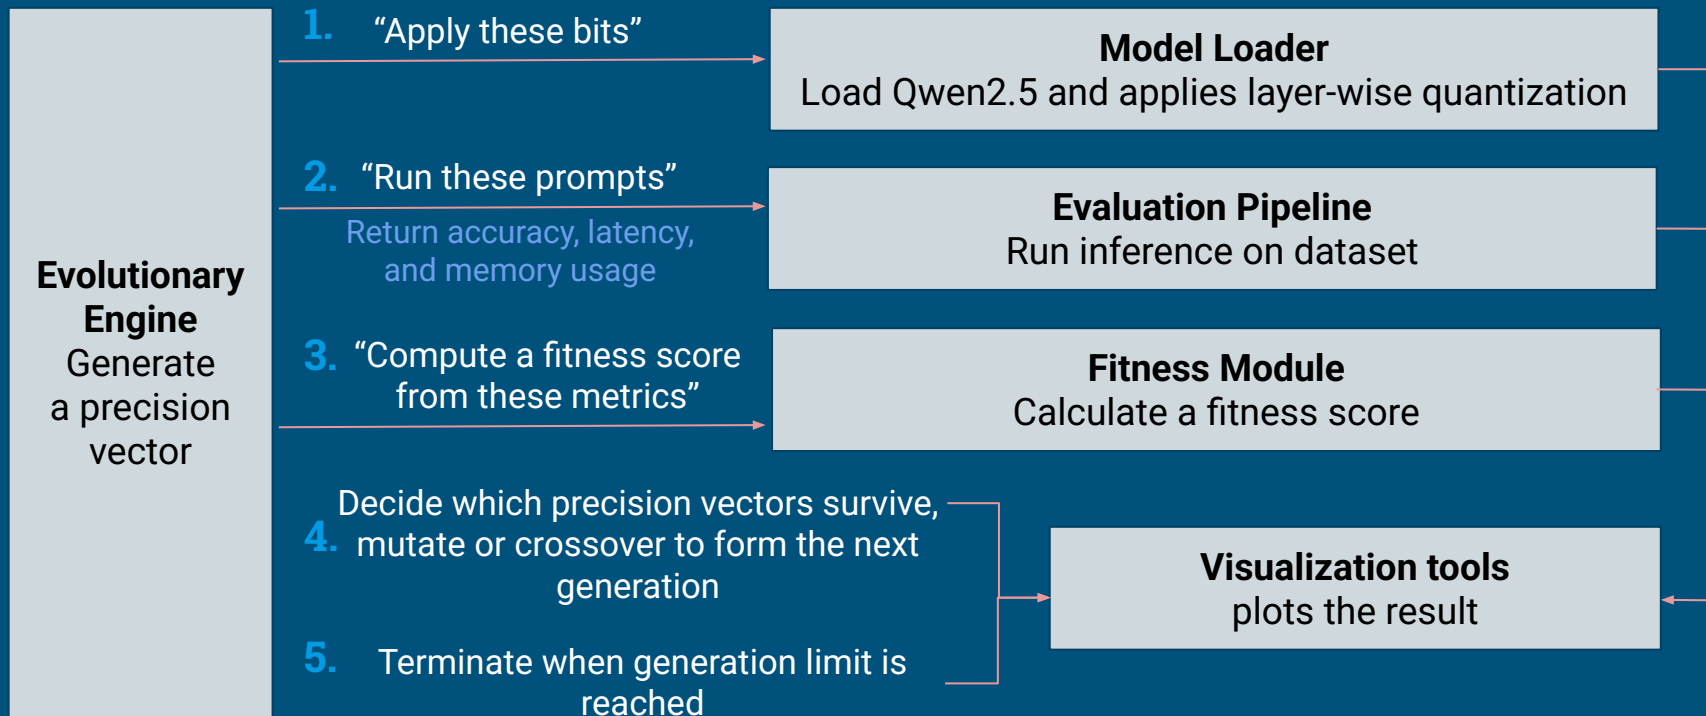 Evolutionary
Engine
Generate
a precision
vector
1. “Apply these bits”
Model Loader
Load Qwen2.5 and applies layer-wise quantization
2. “Run these prompts”
Return accuracy, latency,
and memory usage
Evaluation Pipeline
Run inference on dataset
3. “Compute a fitness score
from these metrics”
Fitness Module
Calculate a fitness score
4. Decide which precision vectors survive,
mutate or crossover to form the next
generation
5. Terminate when generation limit is
reached
Visualization tools
plots the result